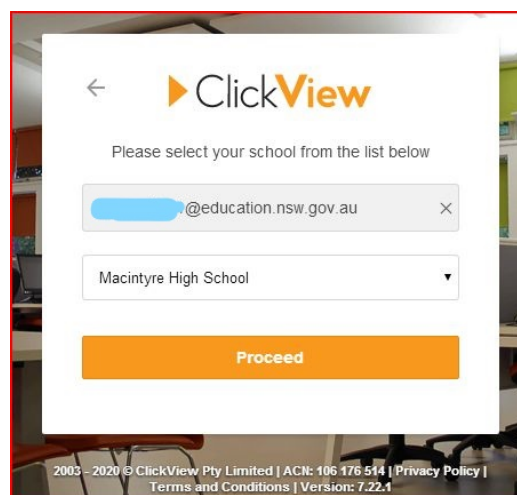 ClickView
Please select your school from the list below
@education.nsw.gov.au
Macintyre High School
Proceed
2003 - 2020 © ClickView Pty Limited | ACN: 106 176 514 | Privacy Policy |
Terms and Conditions | Version: 7.22.1